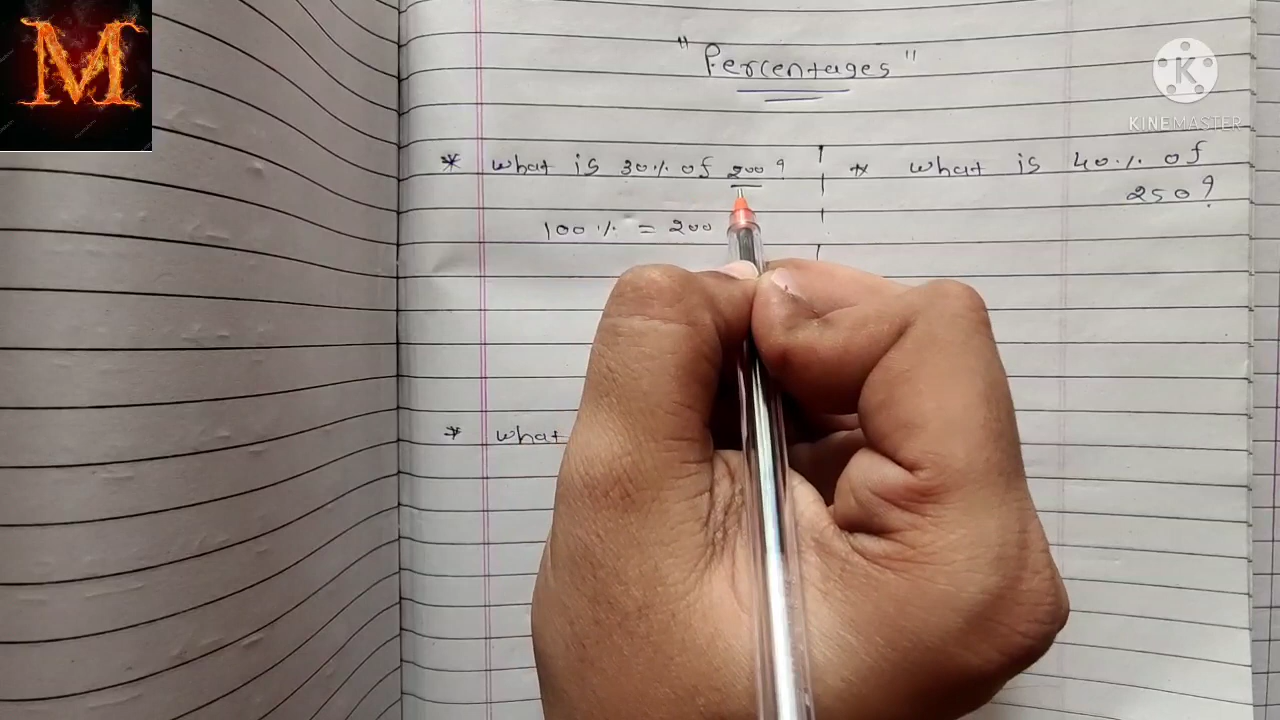 M
K
KINEMASTER
" Percentages "
* what is 30% of 200?
100% = 200
* what is 40% of
250?
* what